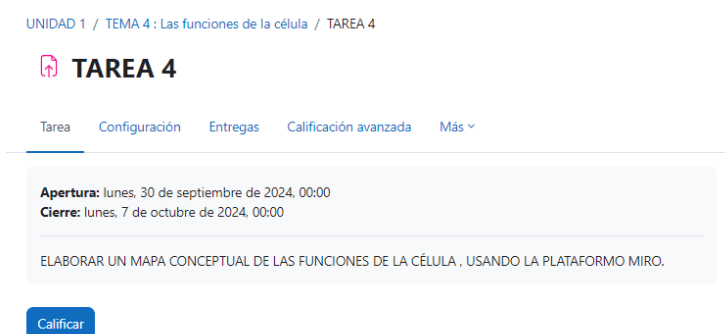 UNIDAD 1 / TEMA 4 : Las funciones de la célula / TAREA 4
TAREA 4
Tarea Configuración Entregas Calificación avanzada Más
Apertura: lunes, 30 de septiembre de 2024, 00:00
Cierre: lunes, 7 de octubre de 2024, 00:00
ELABORAR UN MAPA CONCEPTUAL DE LAS FUNCIONES DE LA CÉLULA , USANDO LA PLATAFORMO MIRO.
Calificar